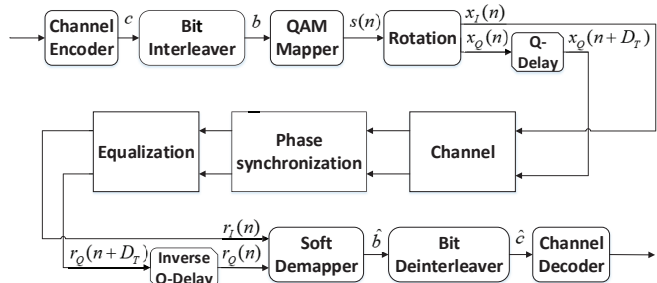 Channel Encoder
c
Bit Interleaver
b
QAM Mapper
s(n)
Rotation
x_I(n)
x_Q(n)
Q-Delay
x_Q(n+D_T)
Equalization
Phase synchronization
Channel
r_I(n)
r_Q(n+D_T)
Inverse Q-Delay
r_Q(n)
Soft Demapper
b̂
Bit Deinterleaver
ĉ
Channel Decoder